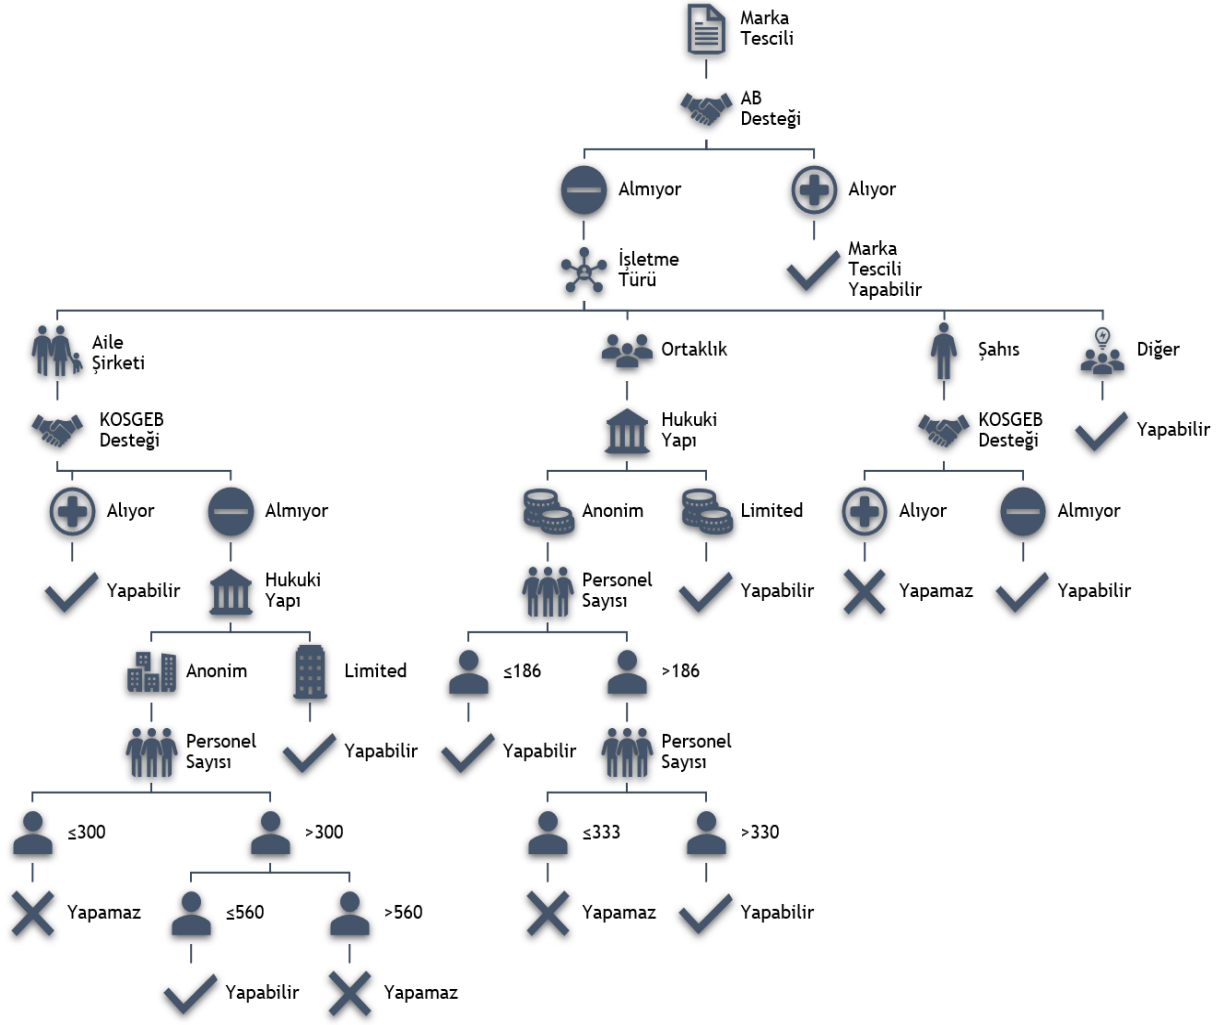 Marka
Tescili
AB
Desteği
Almıyor
Alıyor
İşletme
Türü
Marka
Tescili
Yapabilir
Aile
Şirketi
Ortaklık
Şahıs
Diğer
KOSGEB
Desteği
Hukuki
Yapı
KOSGEB
Desteği
Yapabilir
Alıyor
Almıyor
Anonim
Limited
Alıyor
Almıyor
Yapabilir
Hukuki
Yapı
Personel
Sayısı
Yapabilir
Yapamaz
Yapabilir
Anonim
Limited
≤186
>186
Personel
Sayısı
Yapabilir
Yapabilir
Personel
Sayısı
≤300
>300
≤333
>330
Yapamaz
≤560
>560
Yapamaz
Yapabilir
Yapabilir
Yapamaz